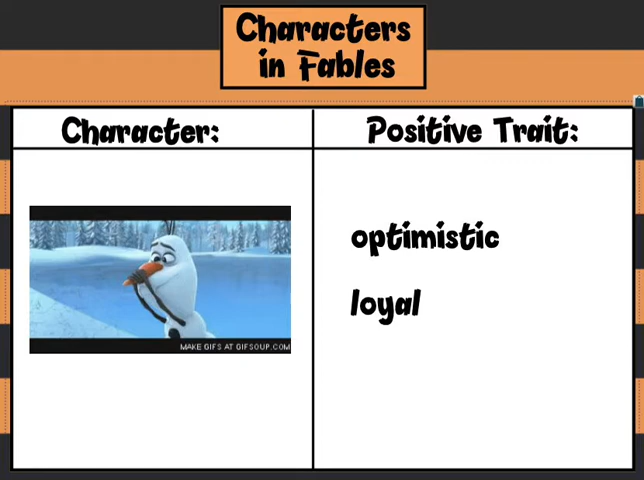 Characters
in Fables
Character:
Positive Trait:
optimistic
loyal
MAKE GIFS AT GIFSOUP.COM